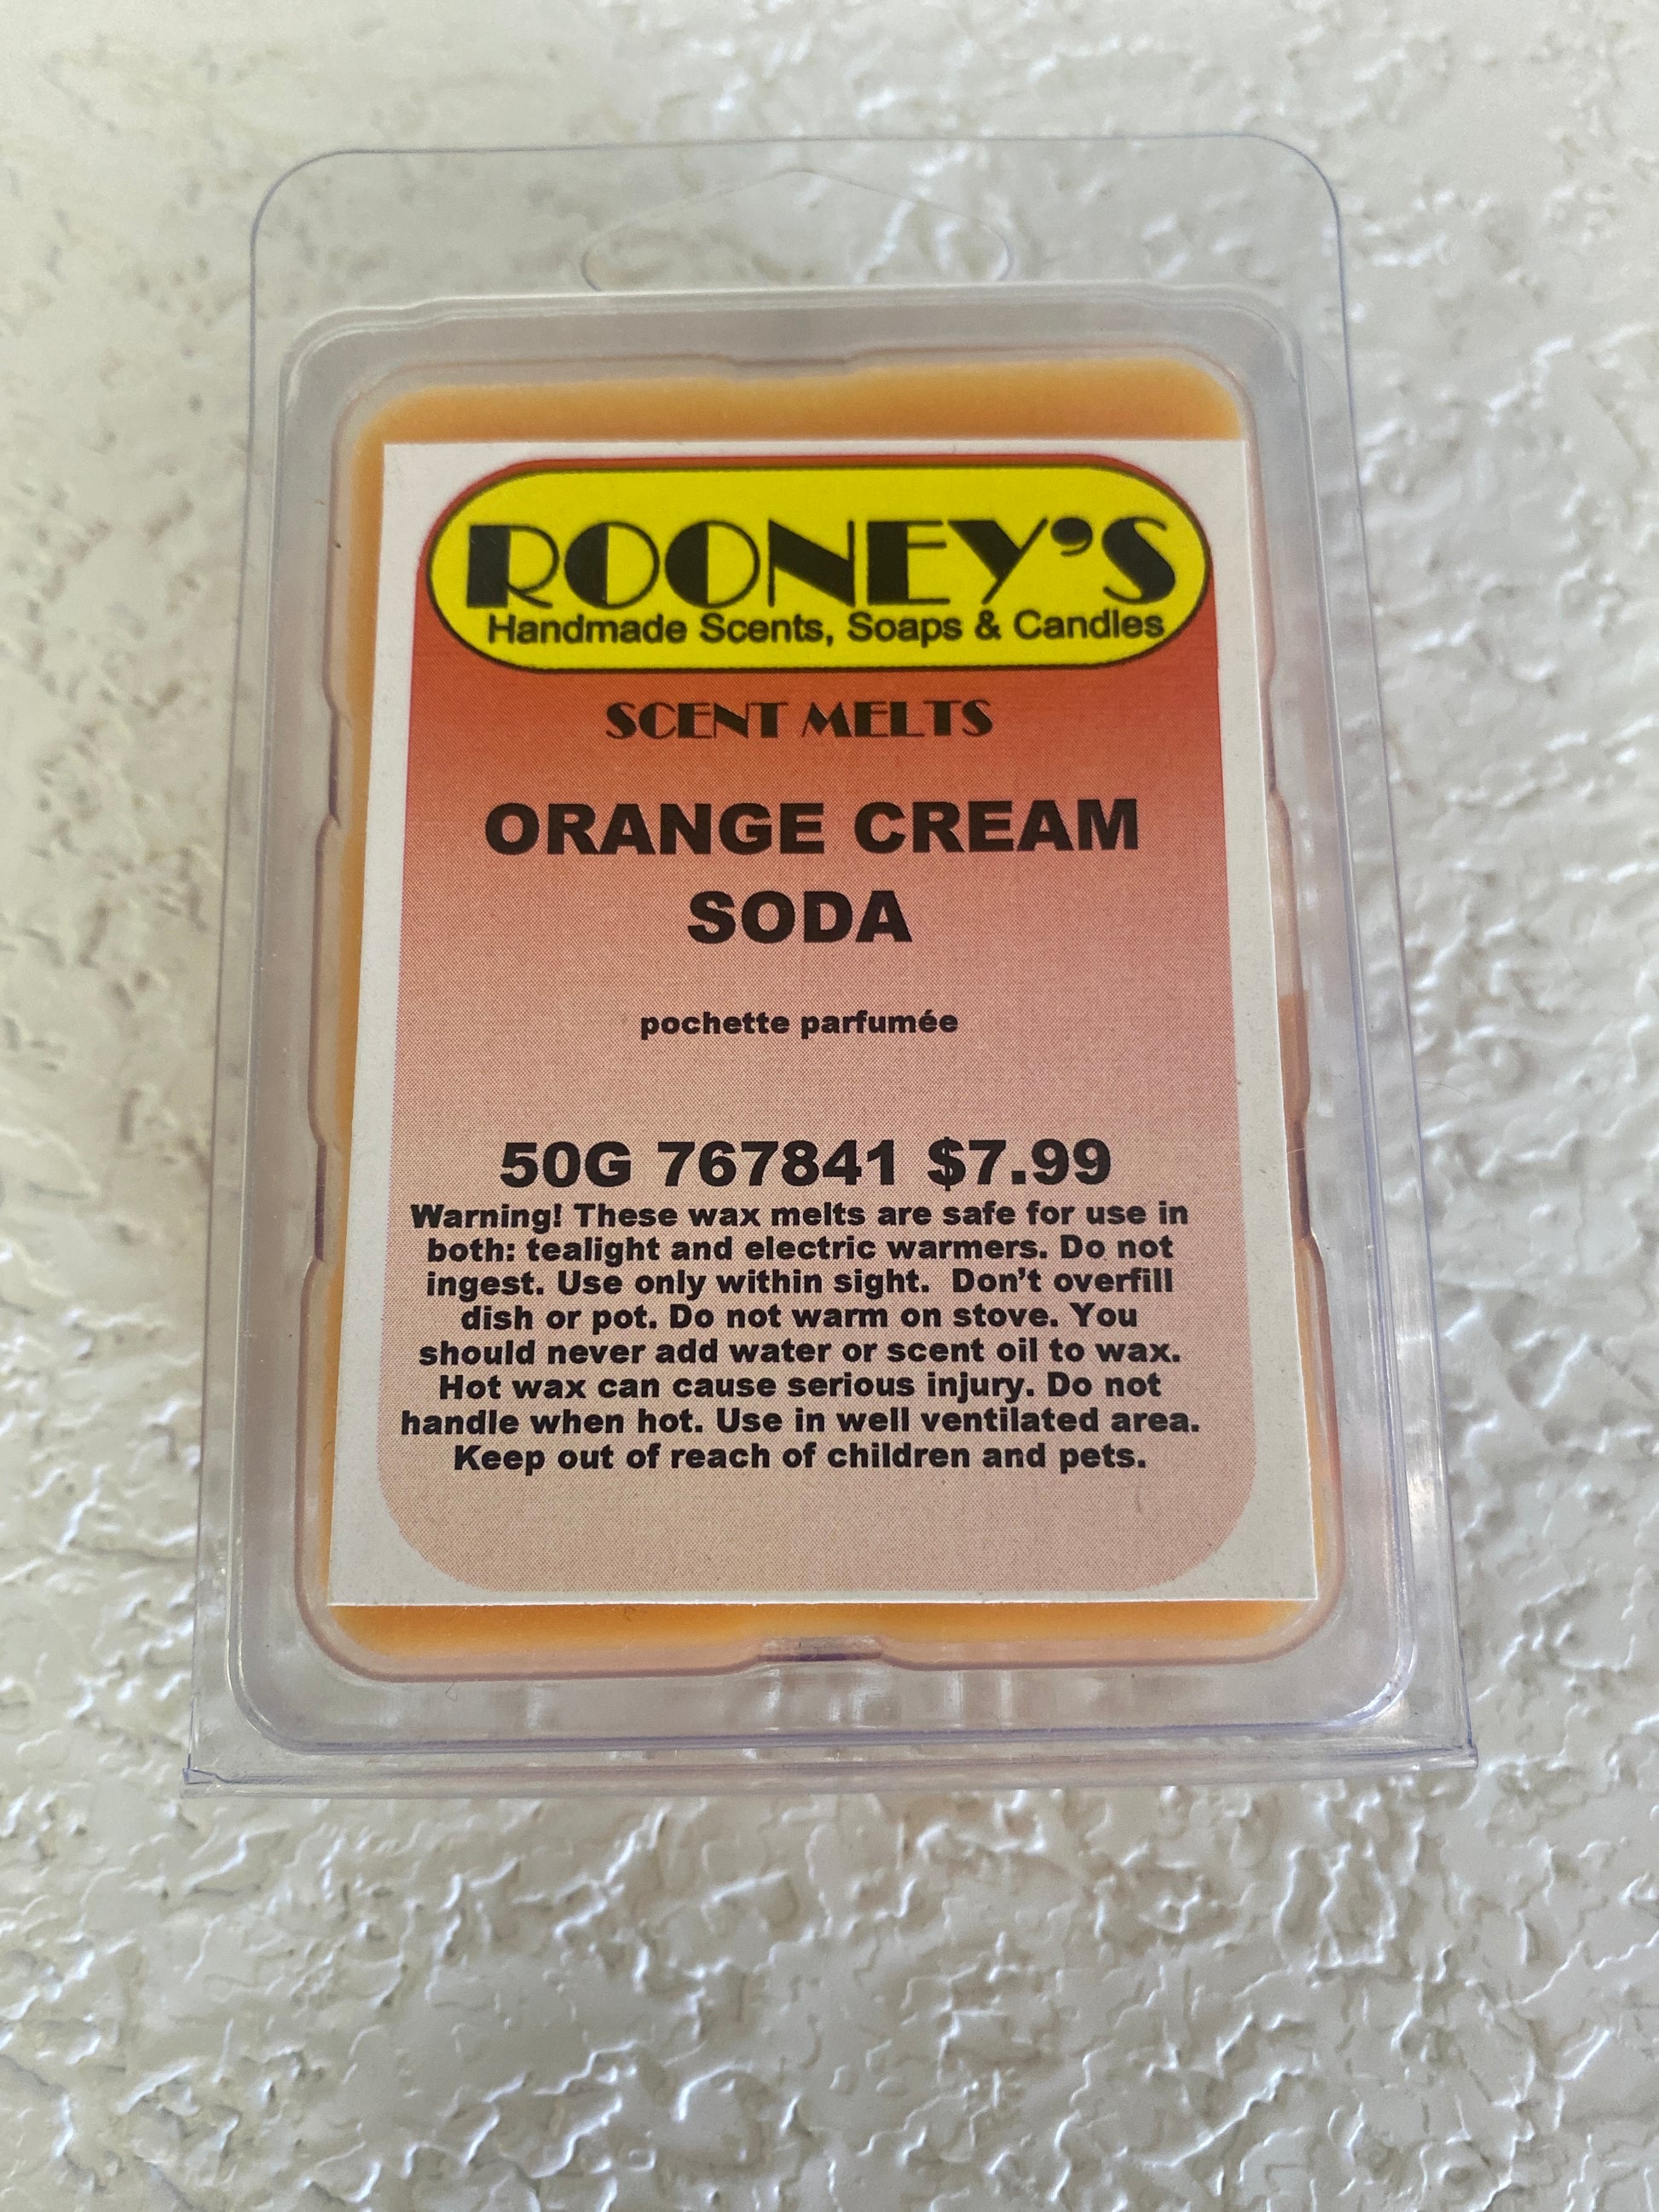 ROONEY'S
Handmade Scents, Soaps & Candles
SCENT MELTS
ORANGE CREAM
SODA
pochette parfumée
50G 767841 $7.99
Warning! These wax melts are safe for use in
both: tealight and electric warmers. Do not
ingest. Use only within sight.  Don't overfill
dish or pot. Do not warm on stove. You
should never add water or scent oil to wax.
Hot wax can cause serious injury. Do not
handle when hot. Use in well ventilated area.
Keep out of reach of children and pets.